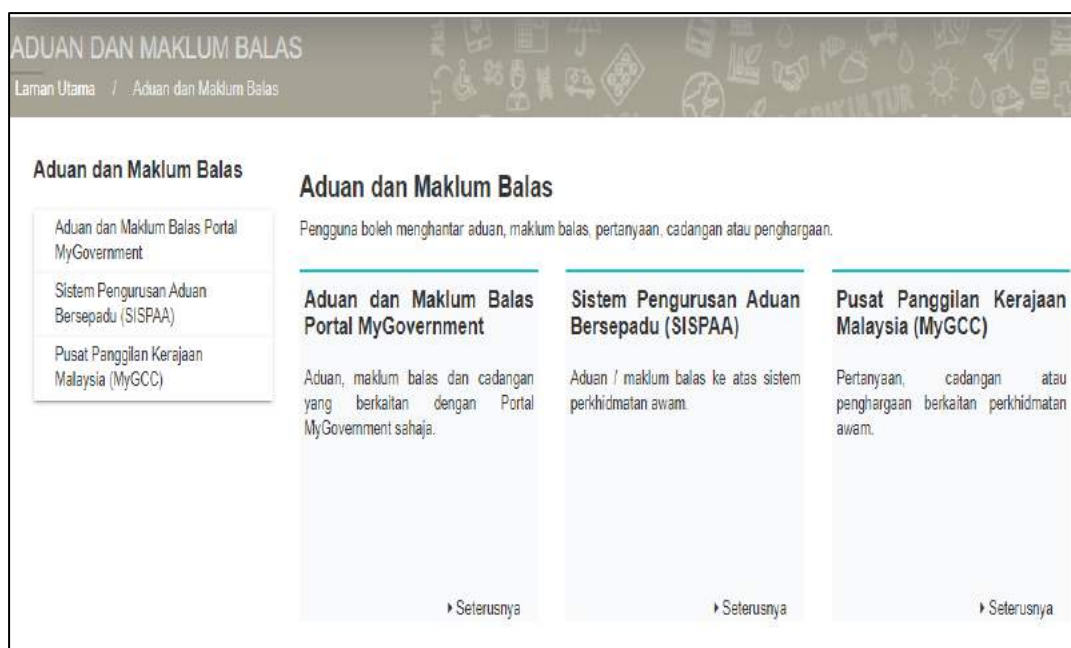 ADUAN DAN MAKLUM BALAS
Laman Utama / Aduan dan Maklum Balas
Aduan dan Maklum Balas
Aduan dan Maklum Balas Portal
MyGovernment
Sistem Pengurusan Aduan
Bersepadu (SISPAA)
Pusat Panggilan Kerajaan
Malaysia (MyGCC)
Aduan dan Maklum Balas
Pengguna boleh menghantar aduan, maklum balas, pertanyaan, cadangan atau penghargaan.
Aduan dan Maklum Balas
Portal MyGovernment
Aduan, maklum balas dan cadangan
yang berkaitan dengan Portal
MyGovernment sahaja.
Seterusnya
Sistem Pengurusan Aduan
Bersepadu (SISPAA)
Aduan / maklum balas ke atas sistem
perkhidmatan awam.
Seterusnya
Pusat Panggilan Kerajaan
Malaysia (MyGCC)
Pertanyaan, cadangan atau
penghargaan berkaitan perkhidmatan
awam.
Seterusnya